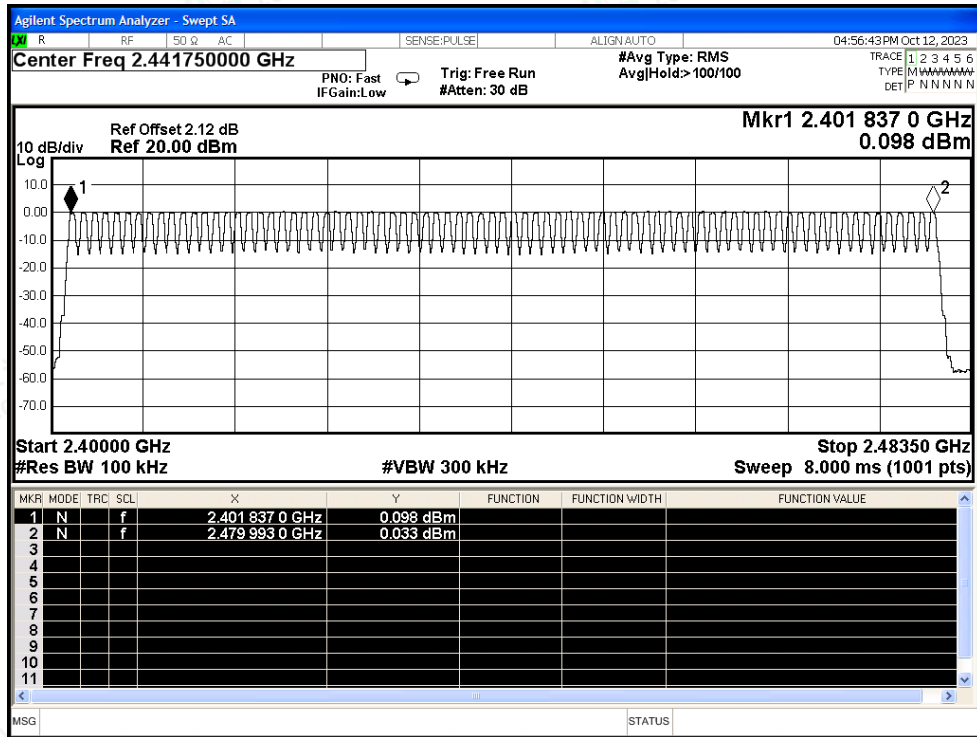 Agilent Spectrum Analyzer - Swept SA
LXI R RF 50 Ω AC SENSE:PULSE ALIGN AUTO 04:56:43 PM Oct 12, 2023
Center Freq 2.441750000 GHz
PNO: Fast
IFGain:Low
Trig: Free Run
#Atten: 30 dB
#Avg Type: RMS
Avg|Hold:>100/100
TRACE 1 2 3 4 5 6
TYPE M
DET P N N N N N
Ref Offset 2.12 dB
10 dB/div Ref 20.00 dBm
Log
Mkr1 2.401 837 0 GHz
0.098 dBm
10.0
0.00
-10.0
-20.0
-30.0
-40.0
-50.0
-60.0
-70.0
1
2
Start 2.40000 GHz Stop 2.48350 GHz
#Res BW 100 kHz #VBW 300 kHz Sweep 8.000 ms (1001 pts)
MKR MODE TRC SCL X Y FUNCTION FUNCTION WIDTH FUNCTION VALUE
1 N f 2.401 837 0 GHz 0.098 dBm
2 N f 2.479 993 0 GHz 0.033 dBm
3
4
5
6
7
8
9
10
11
MSG STATUS